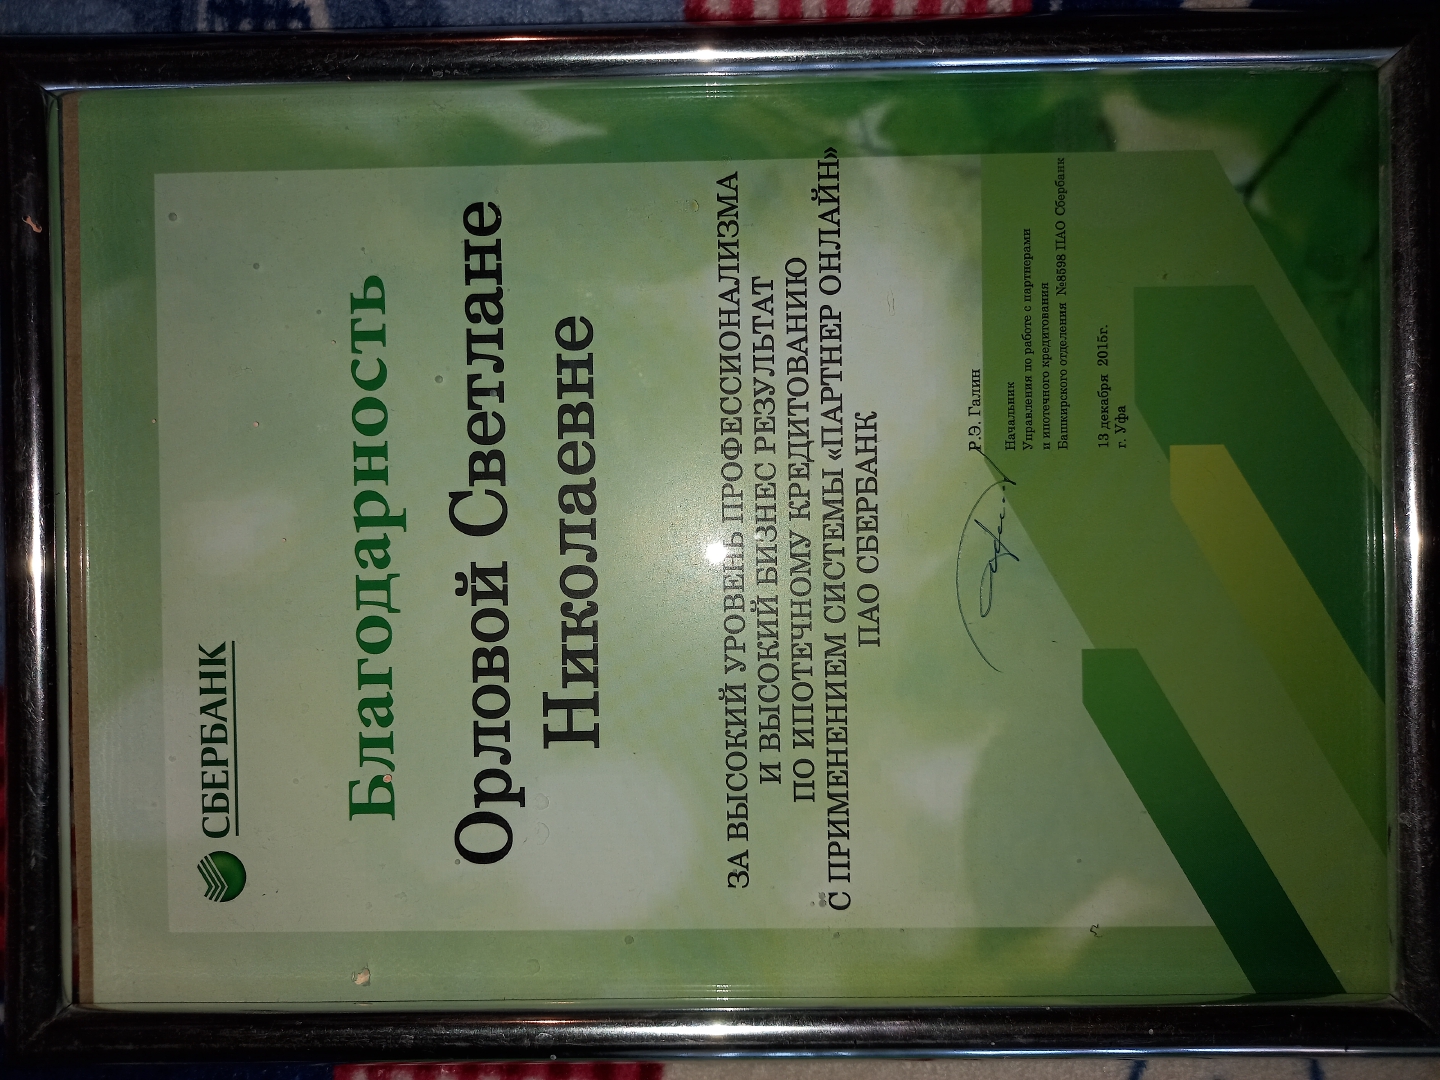 СБЕРБАНК
Благодарность
Орловой Светлане
Николаевне
ЗА ВЫСОКИЙ УРОВЕНЬ ПРОФЕССИОНАЛИЗМА
И ВЫСОКИЙ БИЗНЕС РЕЗУЛЬТАТ
ПО ИПОТЕЧНОМУ КРЕДИТОВАНИЮ
С ПРИМЕНЕНИЕМ СИСТЕМЫ «ПАРТНЕР ОНЛАЙН»
ПАО СБЕРБАНК
Р.Э. Галин
Начальник
Управления по работе с партнерами
и ипотечного кредитования
Башкирского отделения №8598 ПАО Сбербанк
13 декабря 2015г.
г. Уфа